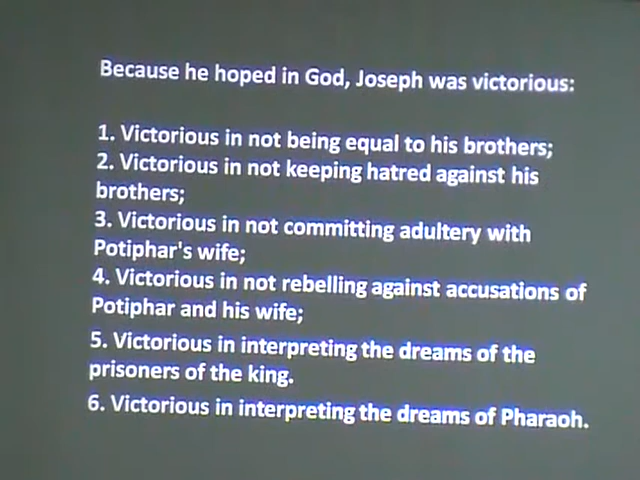 Because he hoped in God, Joseph was victorious:
1. Victorious in not being equal to his brothers;
2. Victorious in not keeping hatred against his
brothers;
3. Victorious in not committing adultery with
Potiphar's wife;
4. Victorious in not rebelling against accusations of
Potiphar and his wife;
5. Victorious in interpreting the dreams of the
prisoners of the king.
6. Victorious in interpreting the dreams of Pharaoh.